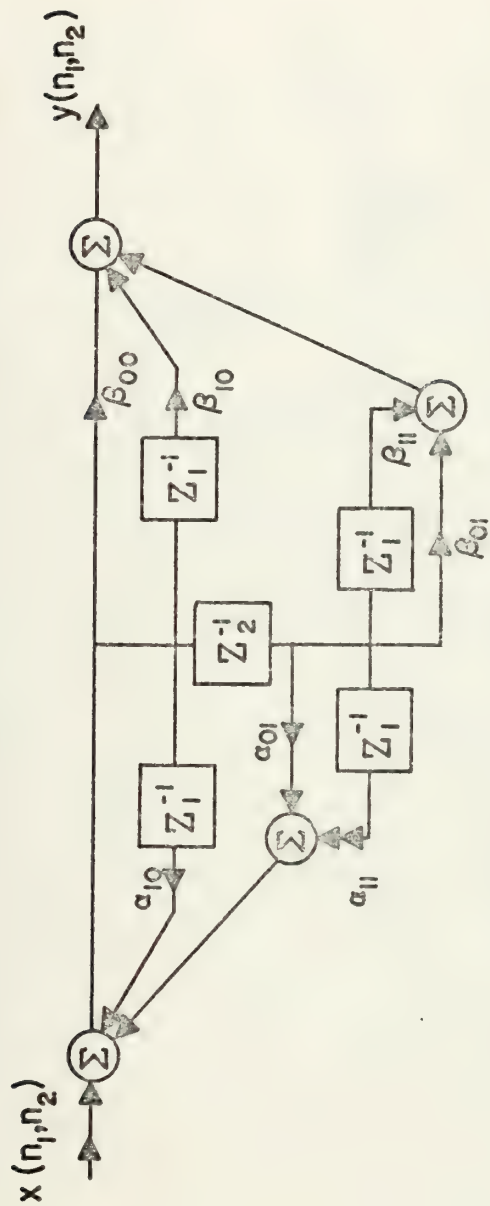 x(n₁,n₂)
Σ
β₀₀
Σ
y(n₁,n₂)
α₁₀
Z₁⁻¹
Z₁⁻¹
β₁₀
Z₂⁻¹
α₀₁
Σ
α₁₁
Z₁⁻¹
Z₁⁻¹
β₁₁
Σ
β₀₁